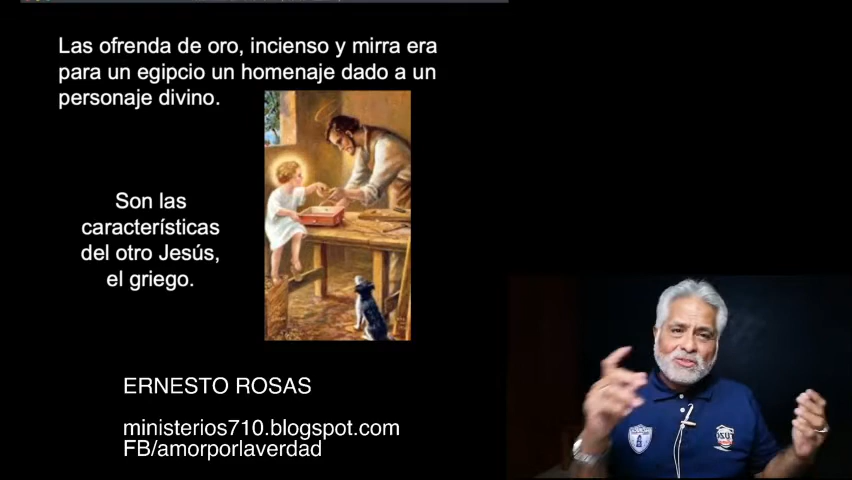 Las ofrenda de oro, incienso y mirra era
para un egipcio un homenaje dado a un
personaje divino.
Son las
características
del otro Jesús,
el griego.
ERNESTO ROSAS
ministerios710.blogspot.com
FB/amorporlaverdad